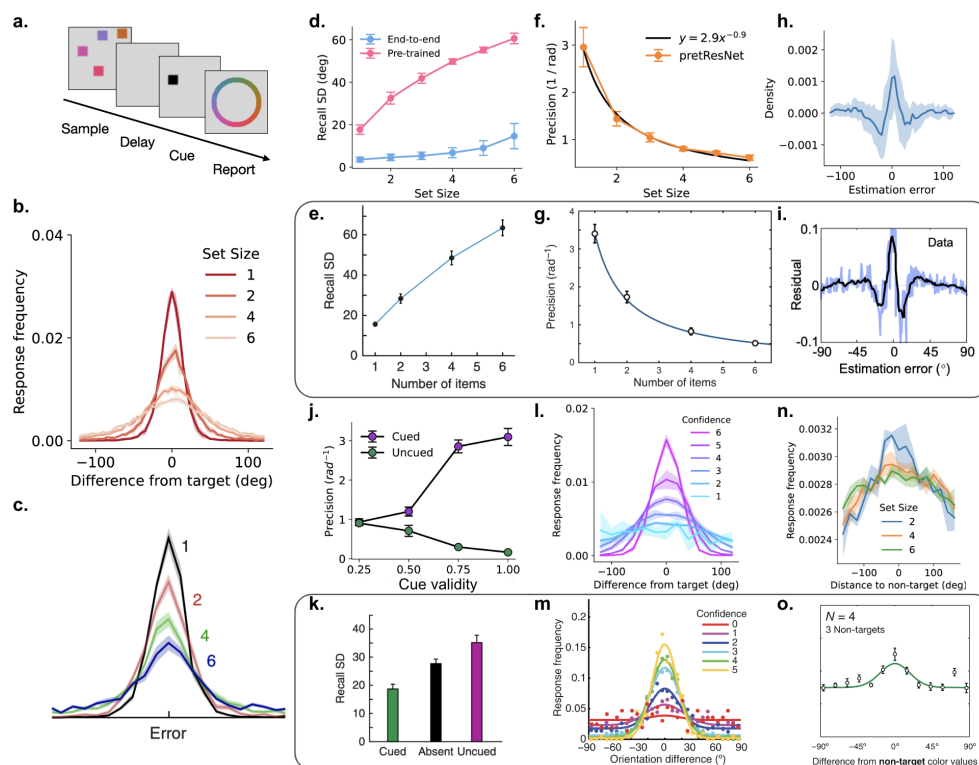 a.
Sample
Delay
Cue
Report
b.
0.04
0.02
0.00
Response frequency
Set Size
1
2
4
6
−100
0
100
Difference from target (deg)
c.
1
2
4
6
Error
d.
60
40
20
0
Recall SD (deg)
End-to-end
Pre-trained
2
4
6
Set Size
e.
80
60
40
20
0
Recall SD
1
2
3
4
5
6
Number of items
f.
3
2
1
Precision (1 / rad)
y = 2.9x^−0.9
pretResNet
2
4
6
Set Size
g.
4
3
2
1
0
Precision (rad⁻¹)
1
2
3
4
5
6
Number of items
h.
0.002
0.001
0.000
−0.001
Density
−100
0
100
Estimation error
i.
0.1
0
0.1
Residual
Data
-90
-45
0
45
90
Estimation error (°)
j.
3
2
1
0
Precision (rad⁻¹)
Cued
Uncued
0.25
0.50
0.75
1.00
Cue validity
k.
40
30
20
10
0
Recall SD
Cued
Absent
Uncued
l.
0.02
0.01
0.00
Response frequency
Confidence
6
5
4
3
2
1
−100
0
100
Difference from target (deg)
m.
0.2
0.15
0.1
0.05
0
Response frequency
Confidence
0
1
2
3
4
5
-90
-60
-30
0
30
60
90
Orientation difference (°)
n.
0.0032
0.0030
0.0028
0.0026
0.0024
Response frequency
Set Size
2
4
6
−100
0
100
Distance to non-target (deg)
o.
N = 4
3 Non-targets
−90°
−45°
0°
45°
90°
Difference from non-target color values